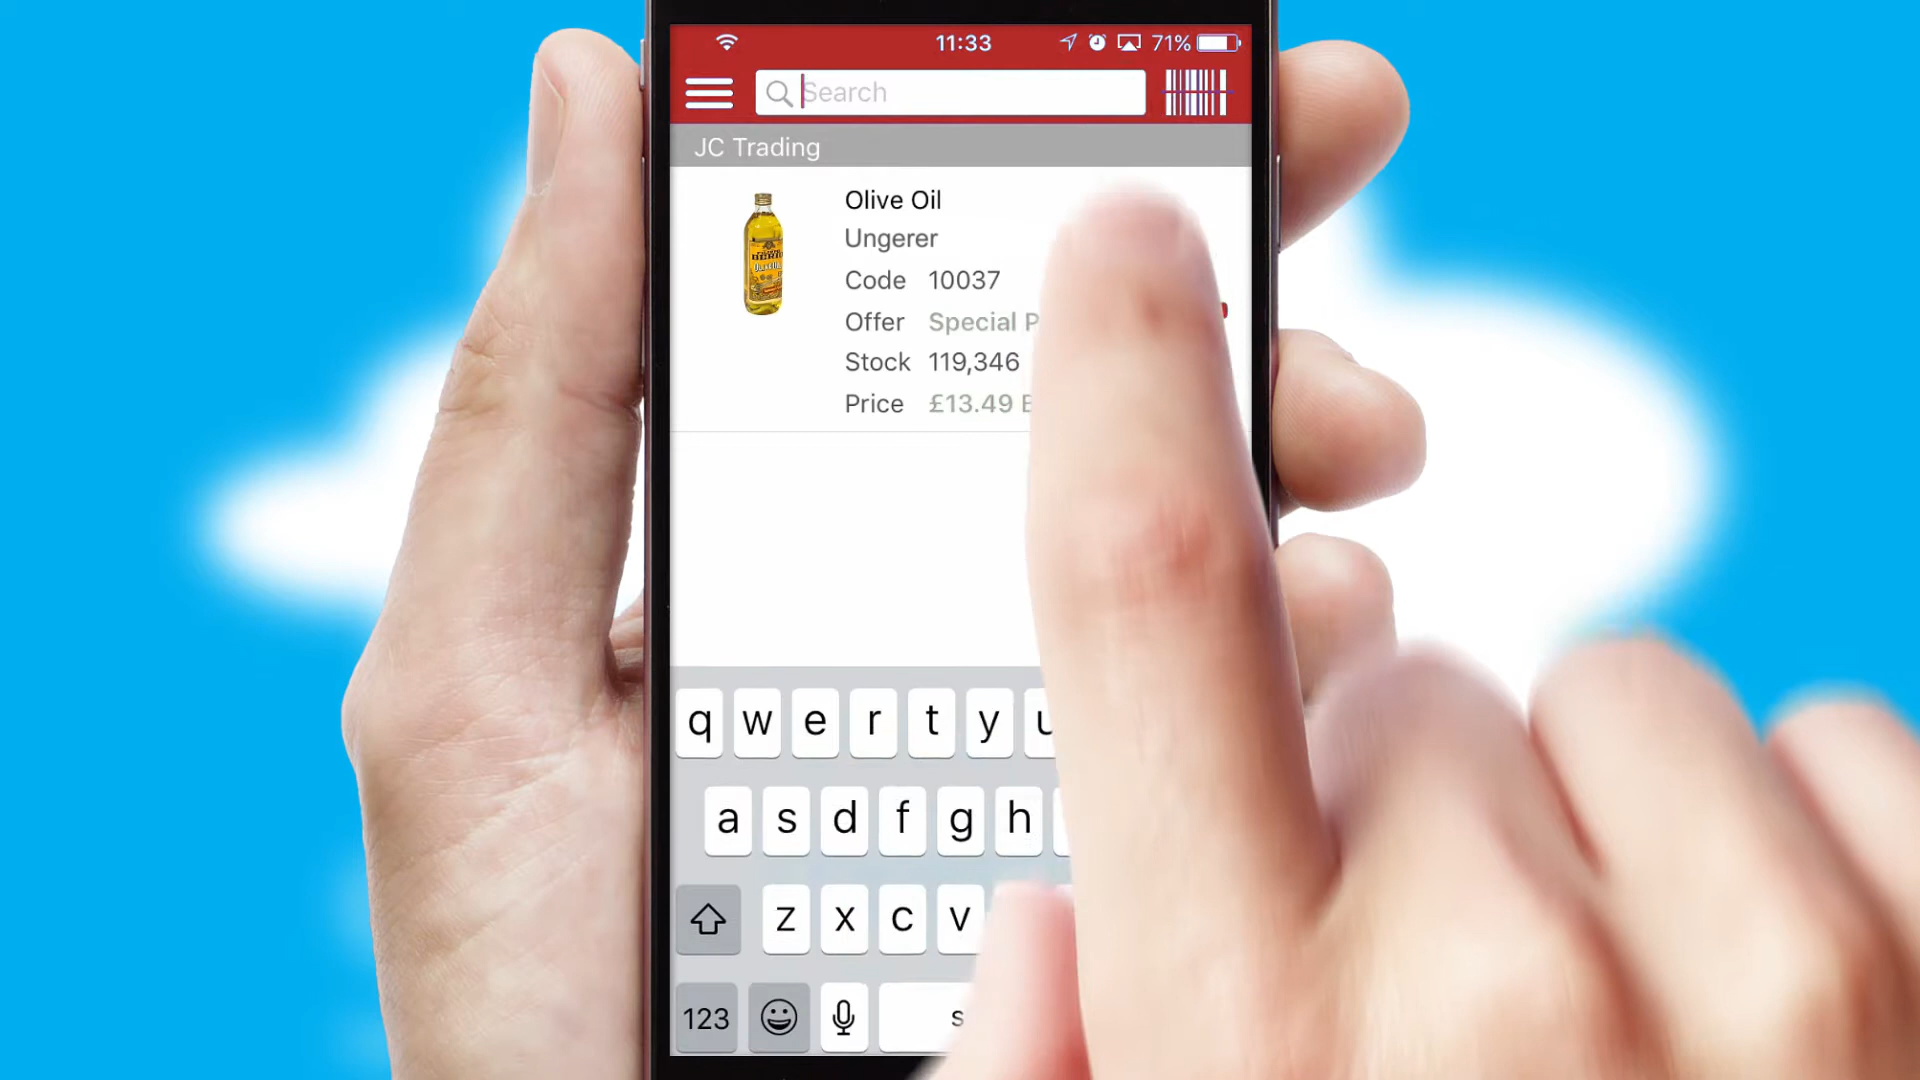 11:33 71%
Search
JC Trading
Olive Oil
Ungerer
Code 10037
Offer Special
Stock 119,346
Price £13.49
q w e r t y u
a s d f g h
z x c v
123